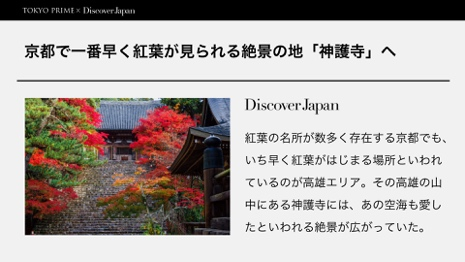 TOKYO PRIME × Discover Japan
京都で一番早く紅葉が見られる絶景の地「神護寺」へ
Discover Japan
紅葉の名所が数多く存在する京都でも、
いち早く紅葉がはじまる場所といわれ
ているのが高雄エリア。その高雄の山
中にある神護寺には、あの空海も愛し
たといわれる絶景が広がっていた。